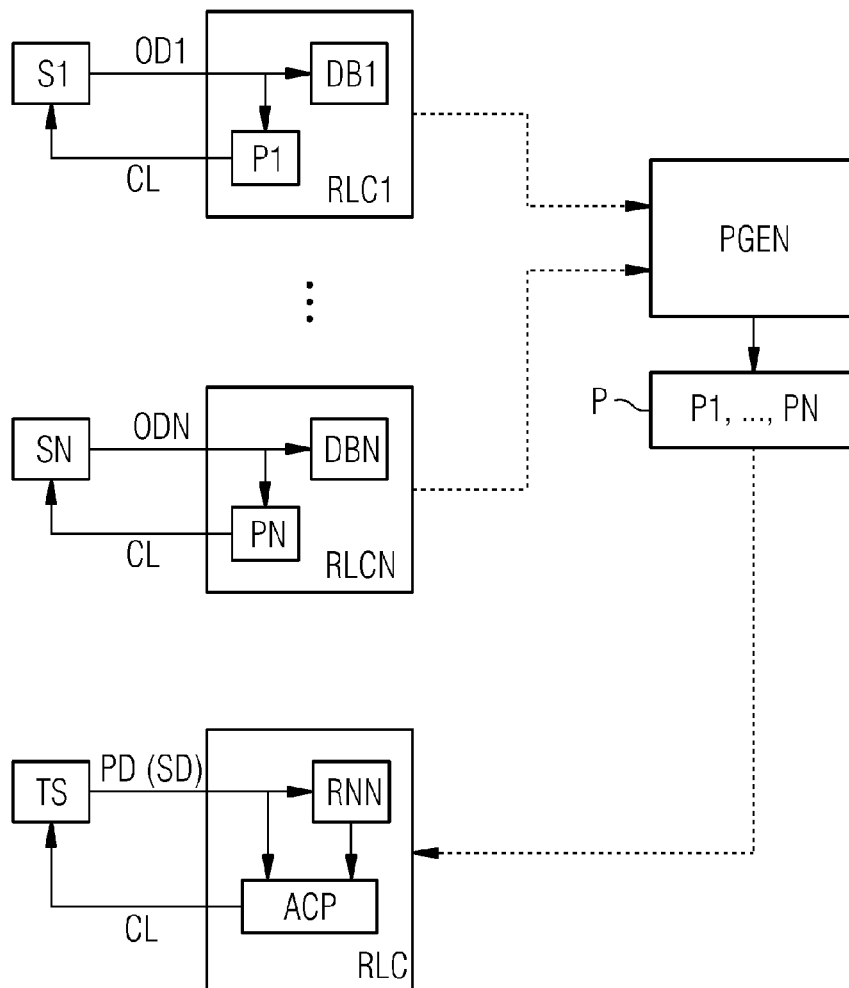 S1
OD1
DB1
P1
CL
RLC1
PGEN
P
P1, ..., PN
SN
ODN
DBN
PN
CL
RLCN
TS
PD (SD)
RNN
ACP
CL
RLC